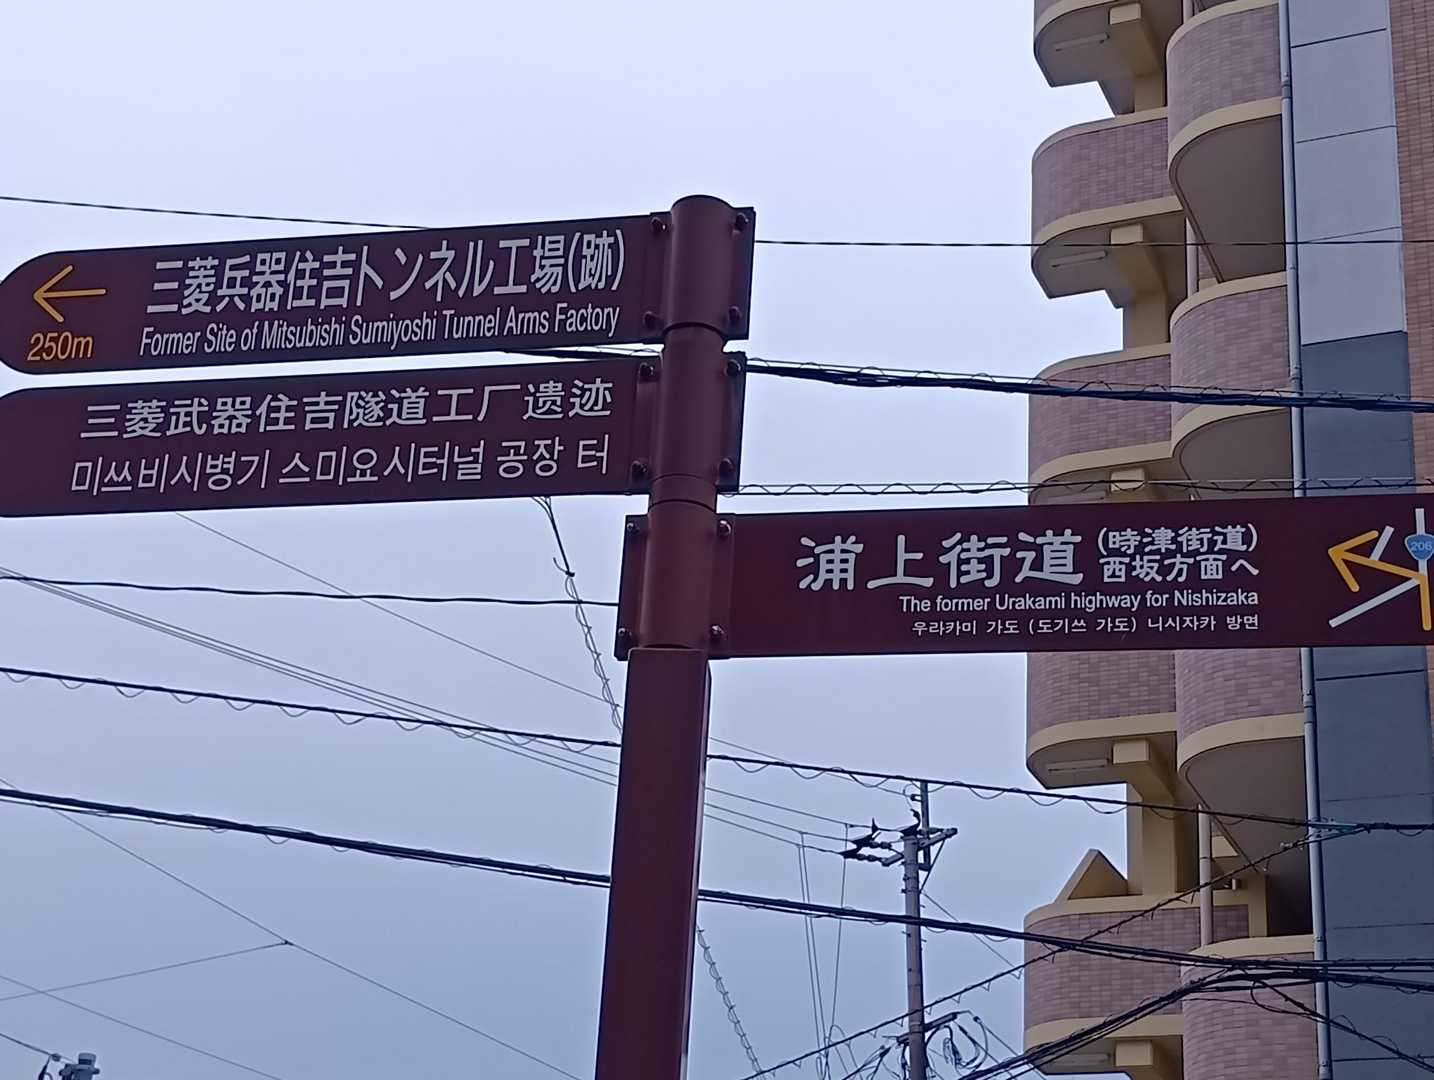 三菱兵器住吉トンネル工場(跡)
Former Site of Mitsubishi Sumiyoshi Tunnel Arms Factory
250m
三菱武器住吉隧道工厂遗迹
미쓰비시병기 스미요시터널 공장 터
浦上街道 (時津街道)
西坂方面へ
The former Urakami highway for Nishizaka
우라카미 가도 (도기쓰 가도) 니시자카 방면
206